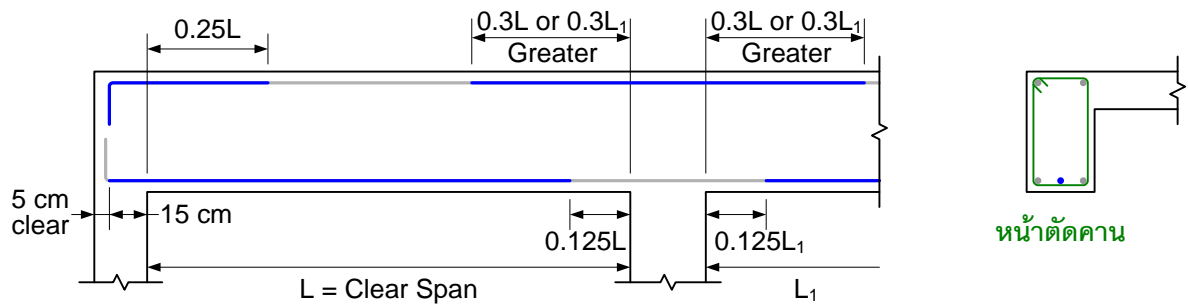 0.25L
0.3L or 0.3L1
Greater
0.3L or 0.3L1
Greater
5 cm
clear
15 cm
0.125L
0.125L1
L = Clear Span
L1
หน้าตัดคาน